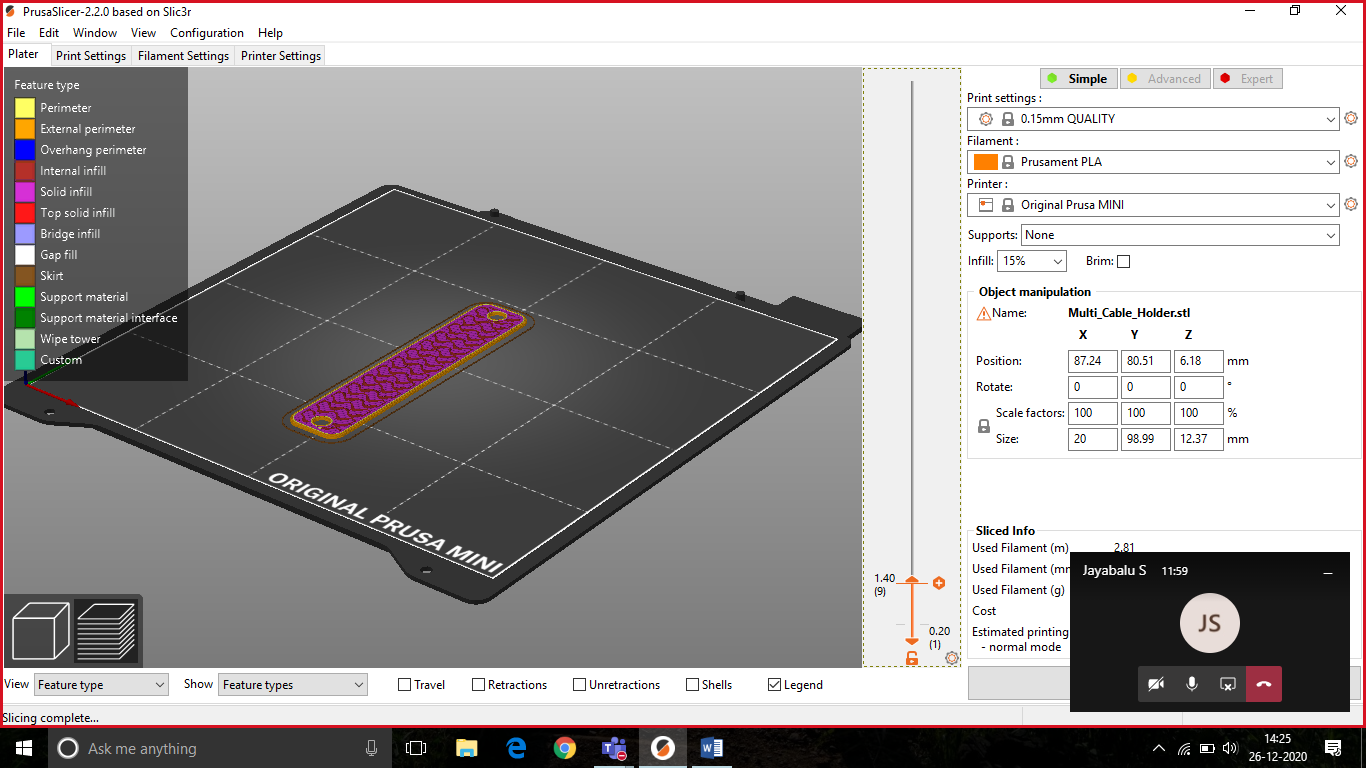 PrusaSlicer-2.2.0 based on Slic3r
File Edit Window View Configuration Help
Plater Print Settings Filament Settings Printer Settings
Feature type
Perimeter
External perimeter
Overhang perimeter
Internal infill
Solid infill
Top solid infill
Bridge infill
Gap fill
Skirt
Support material
Support material interface
Wipe tower
Custom
ORIGINAL PRUSA MINI
1.40
(9)
0.20
(1)
Simple Advanced Expert
Print settings :
0.15mm QUALITY
Filament :
Prusament PLA
Printer :
Original Prusa MINI
Supports: None
Infill: 15% Brim:
Object manipulation
Name: Multi_Cable_Holder.stl
X Y Z
Position: 87.24 80.51 6.18 mm
Rotate: 0 0 0 °
Scale factors: 100 100 100 %
Size: 20 98.99 12.37 mm
Sliced Info
Used Filament (m) 2.81
Used Filament (mm
Used Filament (g)
Cost
Estimated printing
- normal mode
Jayabalu S 11:59
JS
View Feature type Show Feature types Travel Retractions Unretractions Shells Legend
Slicing complete...
Ask me anything
14:25
26-12-2020